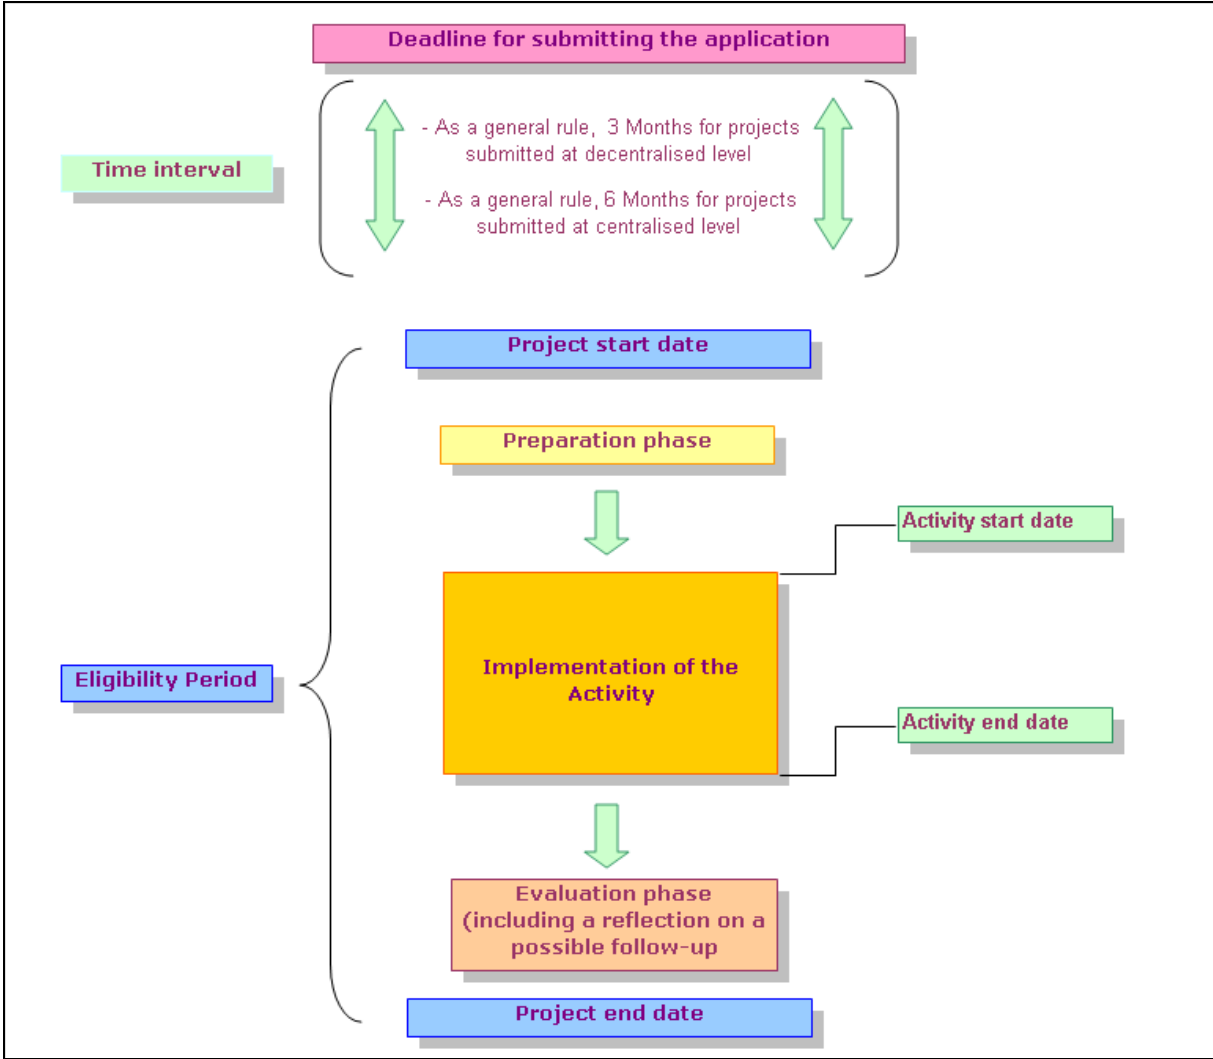 Deadline for submitting the application
- As a general rule, 3 Months for projects
submitted at decentralised level
Time interval
- As a general rule, 6 Months for projects
submitted at centralised level
Project start date
Preparation phase
Activity start date
Implementation of the
Activity
Eligibility Period
Activity end date
Evaluation phase
(including a reflection on a
possible follow-up
Project end date